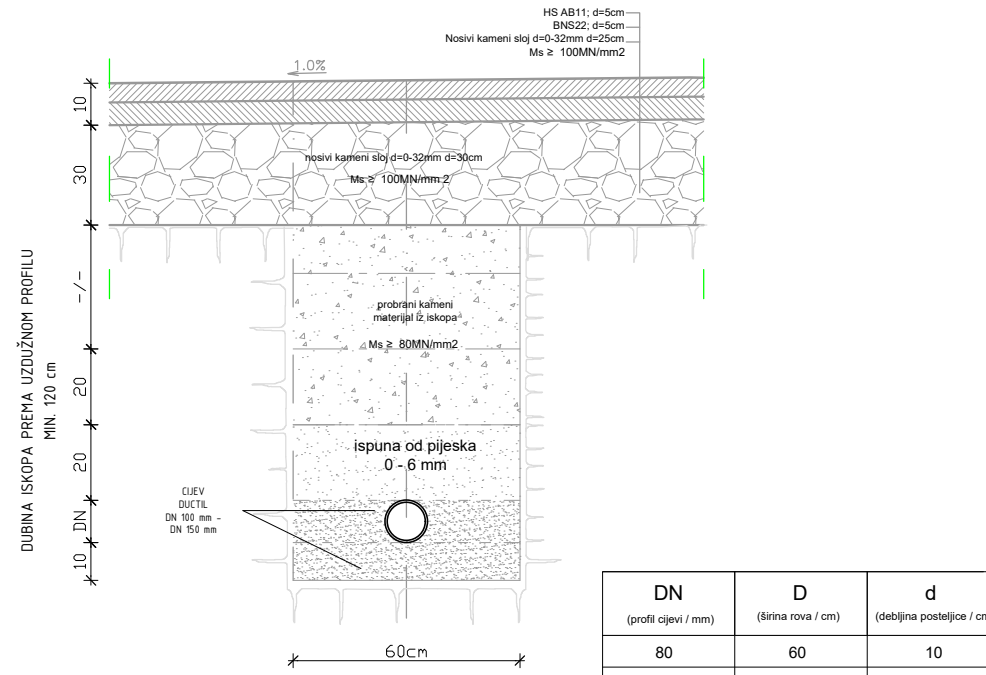 HS AB11; d=5cm
BNS22; d=5cm
Nosivi kameni sloj d=0-32mm d=25cm
Ms ≥ 100MN/mm2
1.0%
nosivi kameni sloj d=0-32mm d=30cm
Ms ≥ 100MN/mm 2
probrani kameni
materijal iz iskopa
Ms ≥ 80MN/mm2
ispuna od pijeska
0 - 6 mm
CIJEV
DUCTIL
DN 100 mm -
DN 150 mm
DUBINA ISKOPA PREMA UZDUŽNOM PROFILU
MIN. 120 cm
10
30
-/-
20
20
DN
10
60cm
DN D d
(profil cijevi / mm) (širina rova / cm) (debljina posteljice / cm
80 60 10